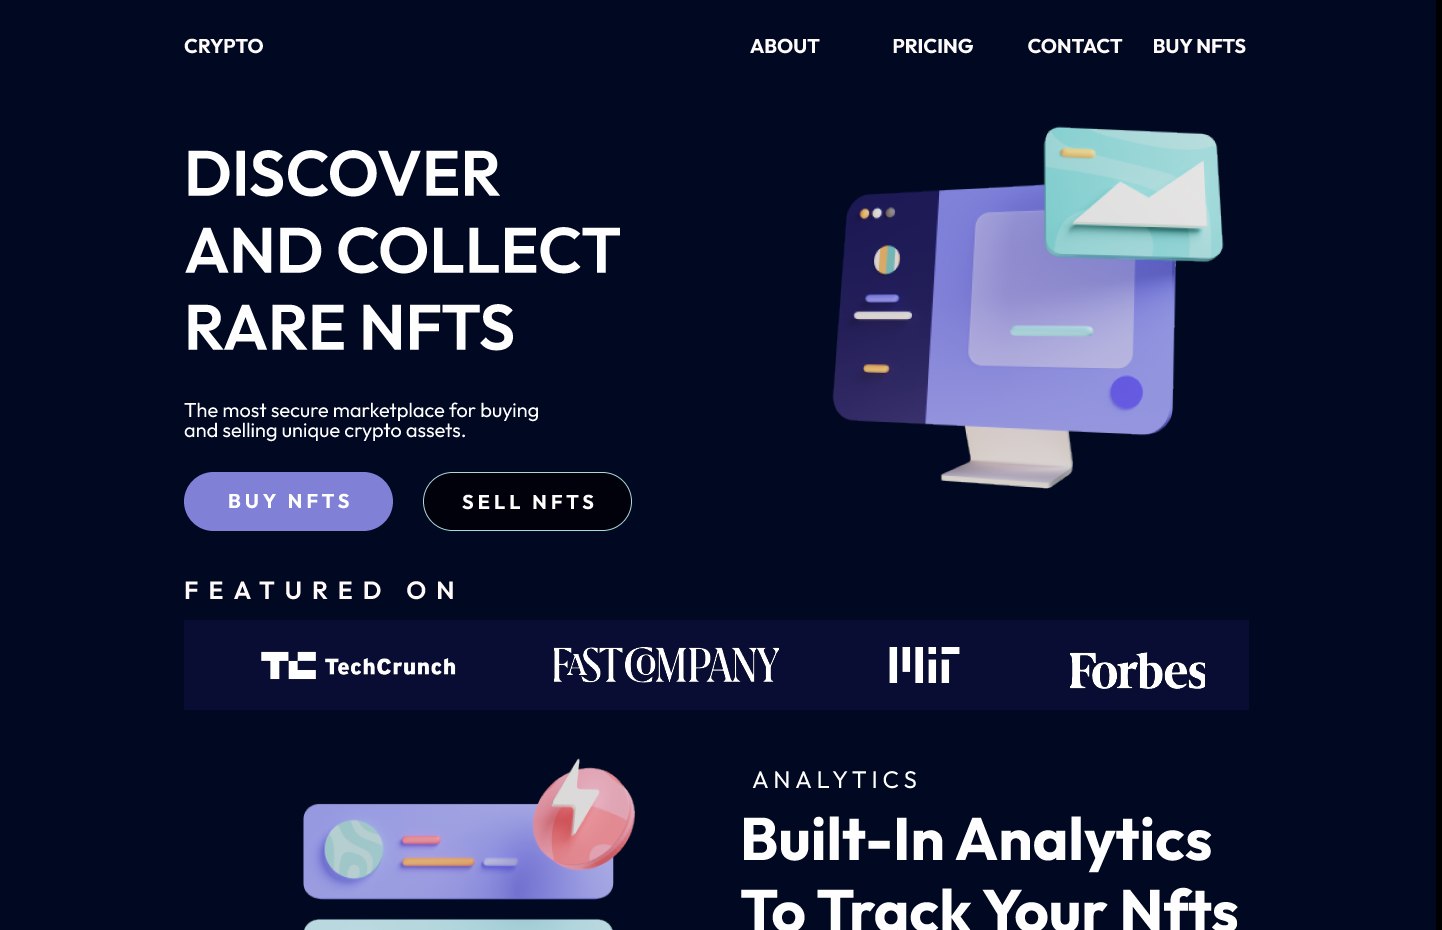 CRYPTO ABOUT PRICING CONTACT BUY NFTS
DISCOVER
AND COLLECT
RARE NFTS
The most secure marketplace for buying
and selling unique crypto assets.
BUY NFTS SELL NFTS
FEATURED ON
TC TechCrunch FAST COMPANY MIT Forbes
ANALYTICS
Built-In Analytics
To Track Your Nfts